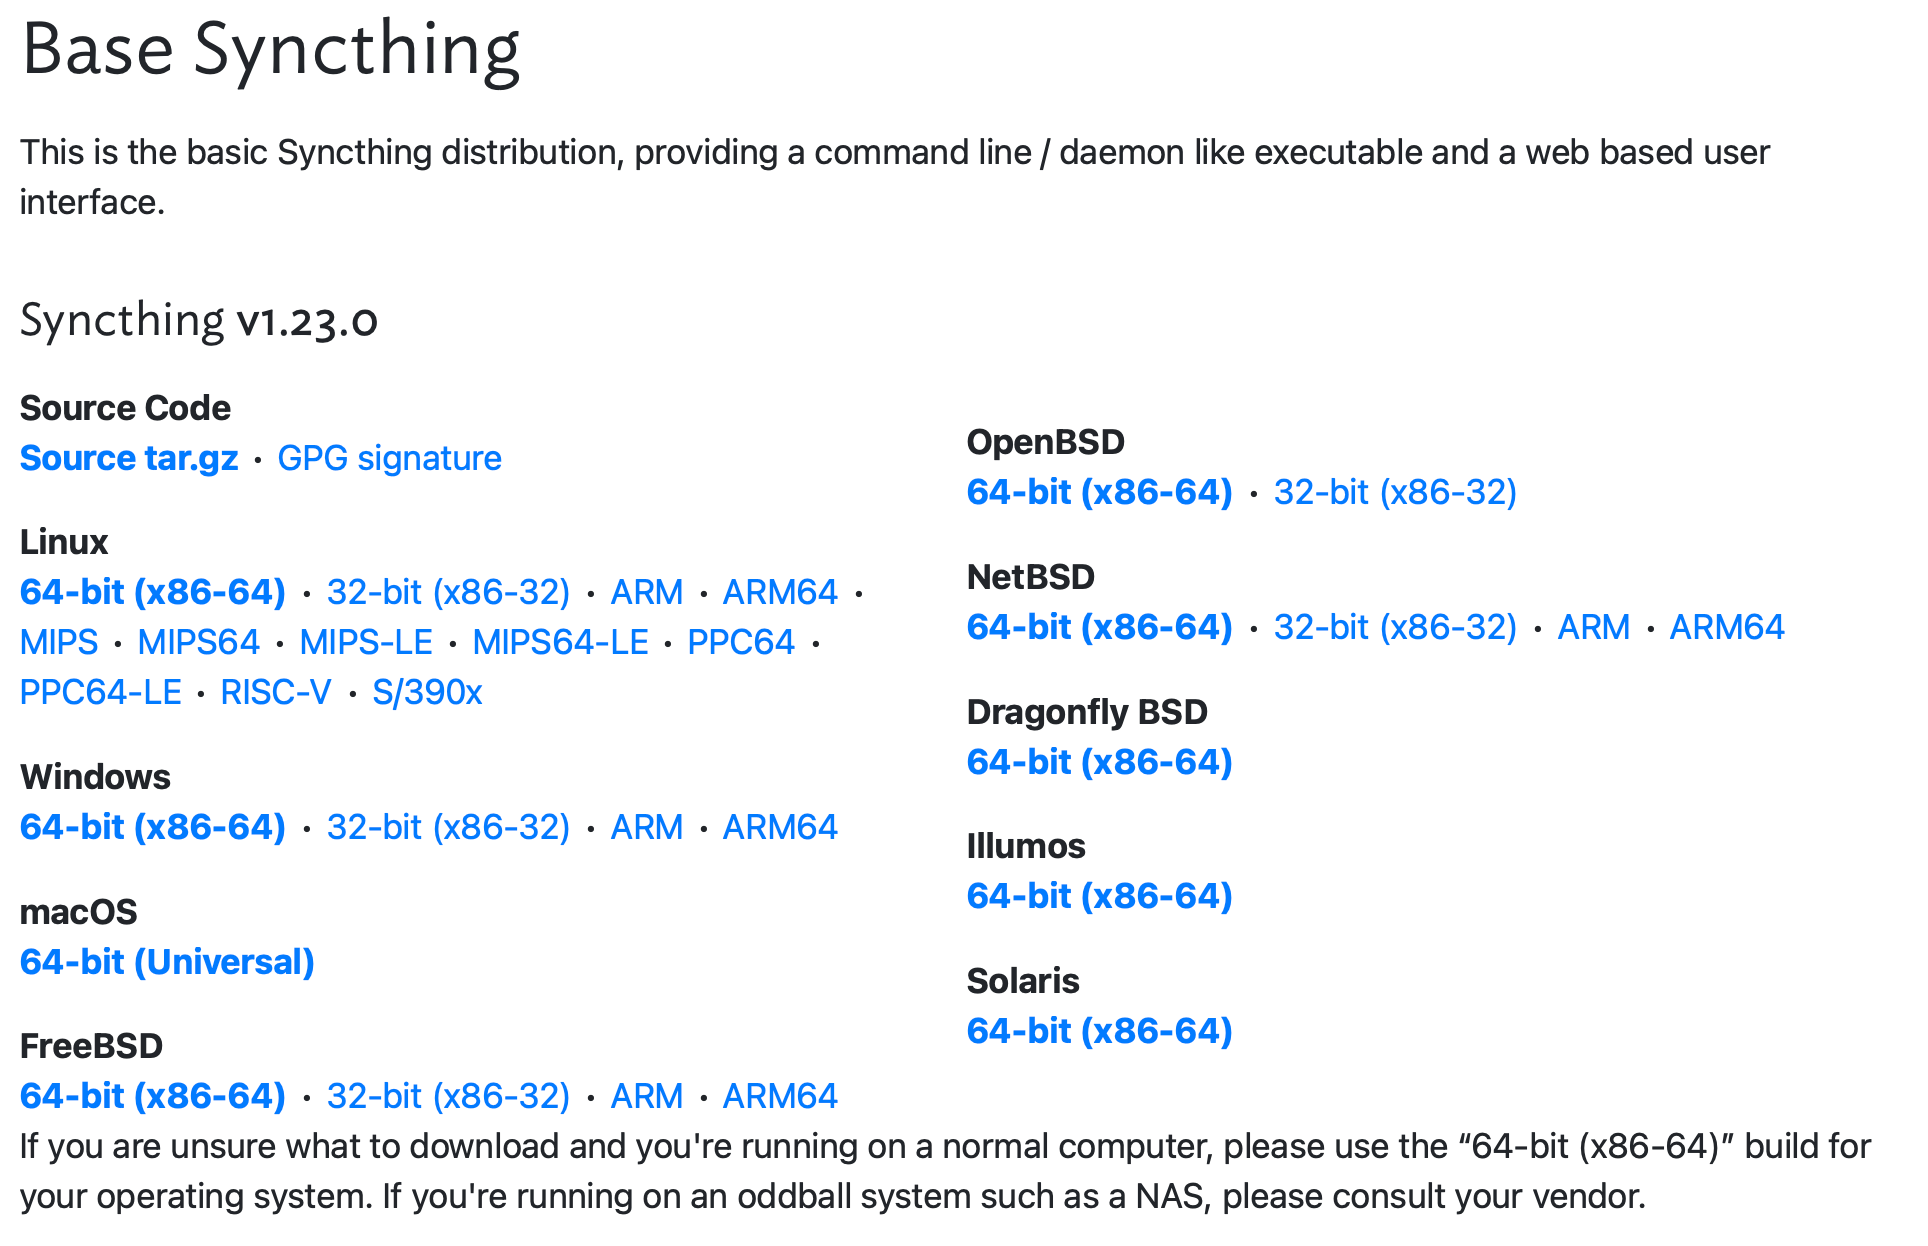 Base Syncthing
This is the basic Syncthing distribution, providing a command line / daemon like executable and a web based user
interface.
Syncthing v1.23.0
Source Code
Source tar.gz · GPG signature
Linux
64-bit (x86-64) · 32-bit (x86-32) · ARM · ARM64 ·
MIPS · MIPS64 · MIPS-LE · MIPS64-LE · PPC64 ·
PPC64-LE · RISC-V · S/390x
Windows
64-bit (x86-64) · 32-bit (x86-32) · ARM · ARM64
macOS
64-bit (Universal)
FreeBSD
64-bit (x86-64) · 32-bit (x86-32) · ARM · ARM64
OpenBSD
64-bit (x86-64) · 32-bit (x86-32)
NetBSD
64-bit (x86-64) · 32-bit (x86-32) · ARM · ARM64
Dragonfly BSD
64-bit (x86-64)
Illumos
64-bit (x86-64)
Solaris
64-bit (x86-64)
If you are unsure what to download and you're running on a normal computer, please use the “64-bit (x86-64)” build for
your operating system. If you're running on an oddball system such as a NAS, please consult your vendor.